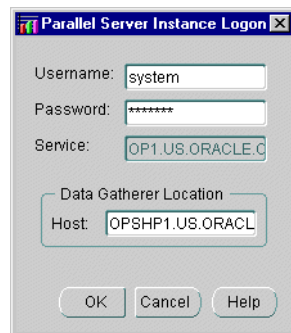 Parallel Server Instance Logon
Username: system
Password: *******
Service: OP1.US.ORACLE.C
Data Gatherer Location
Host: OPSHP1.US.ORACL
OK Cancel Help